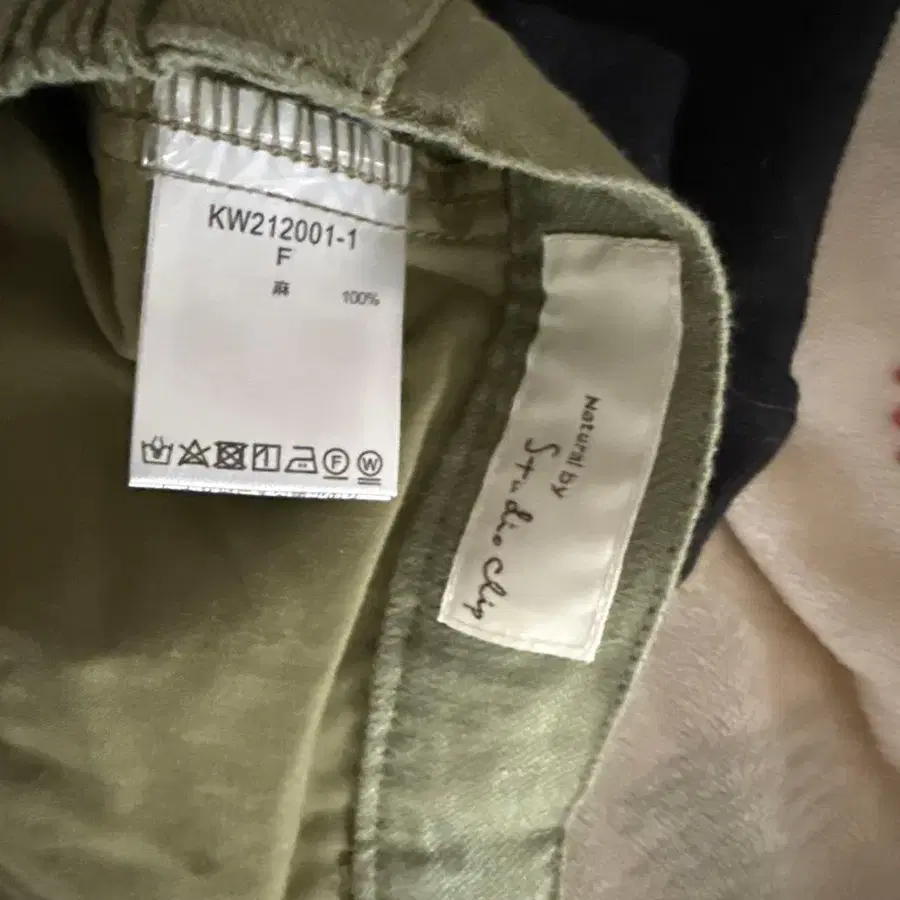 KW212001-1
F
麻 100%
F W
Natural by
Studio Clip